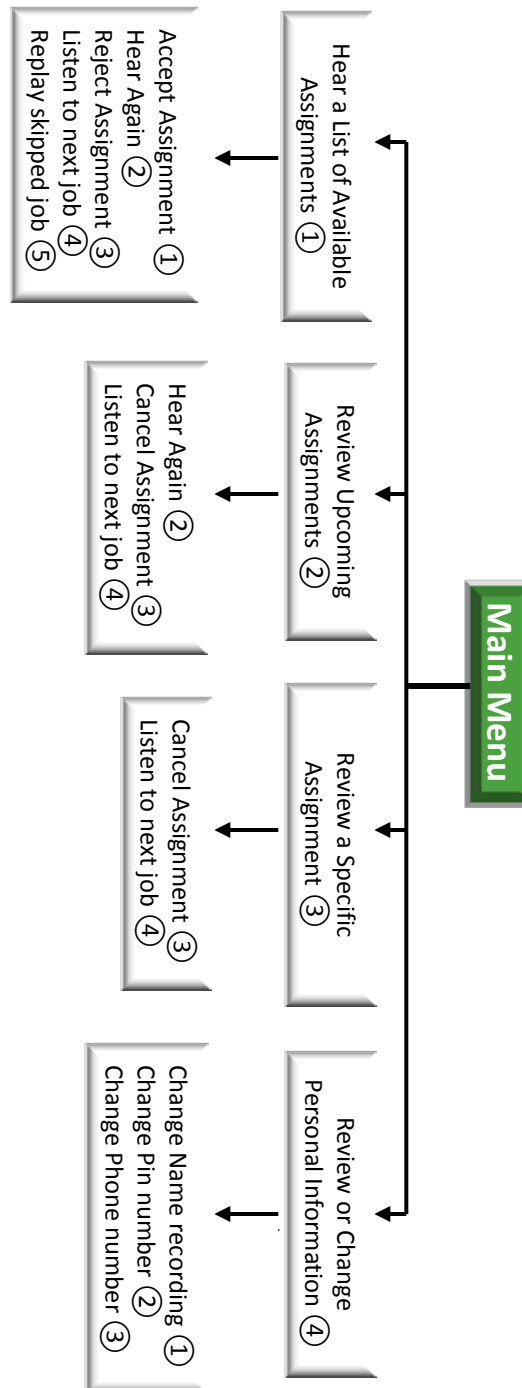 Main Menu
Hear a List of Available
Assignments ①
Accept Assignment ①
Hear Again ②
Reject Assignment ③
Listen to next job ④
Replay skipped job ⑤
Review Upcoming
Assignments ②
Hear Again ②
Cancel Assignment ③
Listen to next job ④
Review a Specific
Assignment ③
Cancel Assignment ③
Listen to next job ④
Review or Change
Personal Information ④
Change Name recording ①
Change Pin number ②
Change Phone number ③